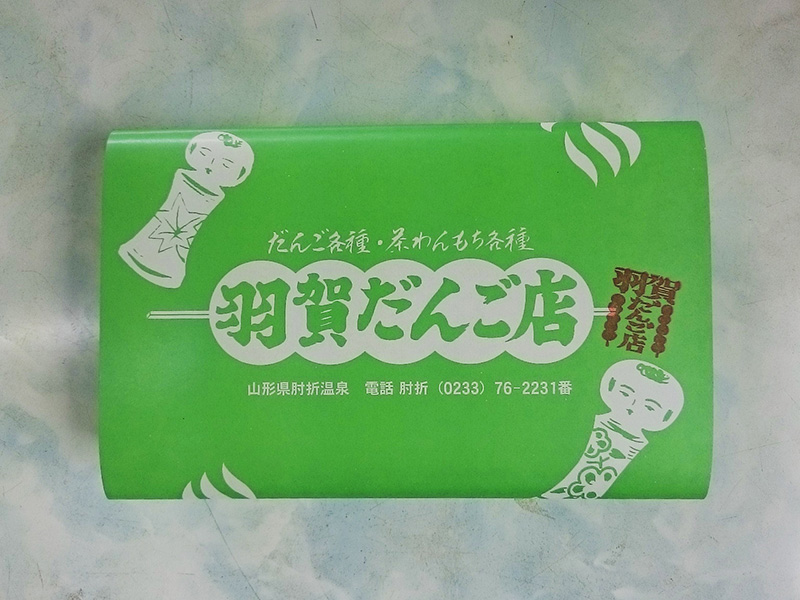 だんご各種・茶わんもち各種
羽賀だんご店
山形県肘折温泉　電話 肘折（0233）76-2231番
羽賀
だんご店